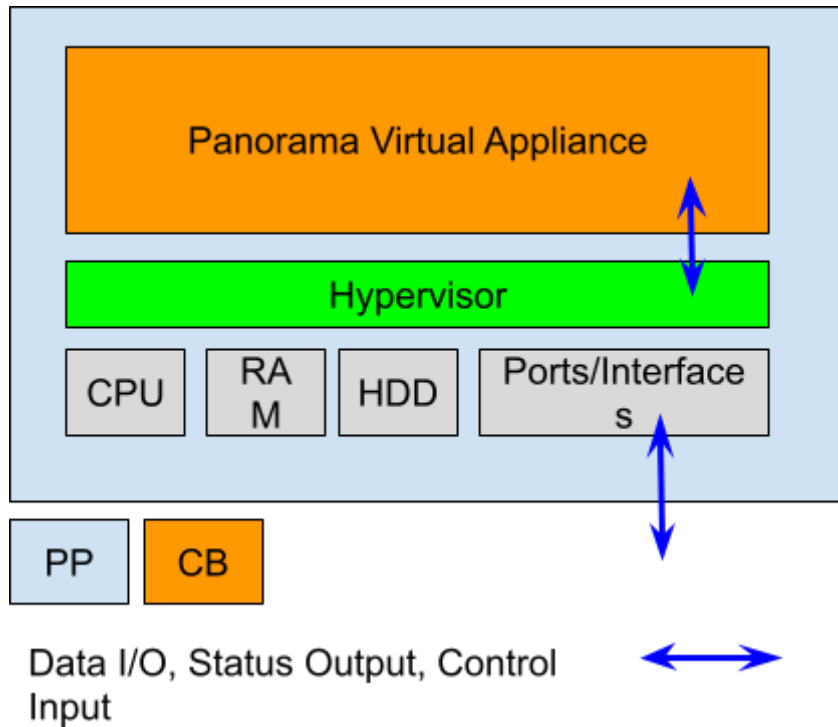 Panorama Virtual Appliance
Hypervisor
CPU
RA
M
HDD
Ports/Interface
s
PP
CB
Data I/O, Status Output, Control
Input